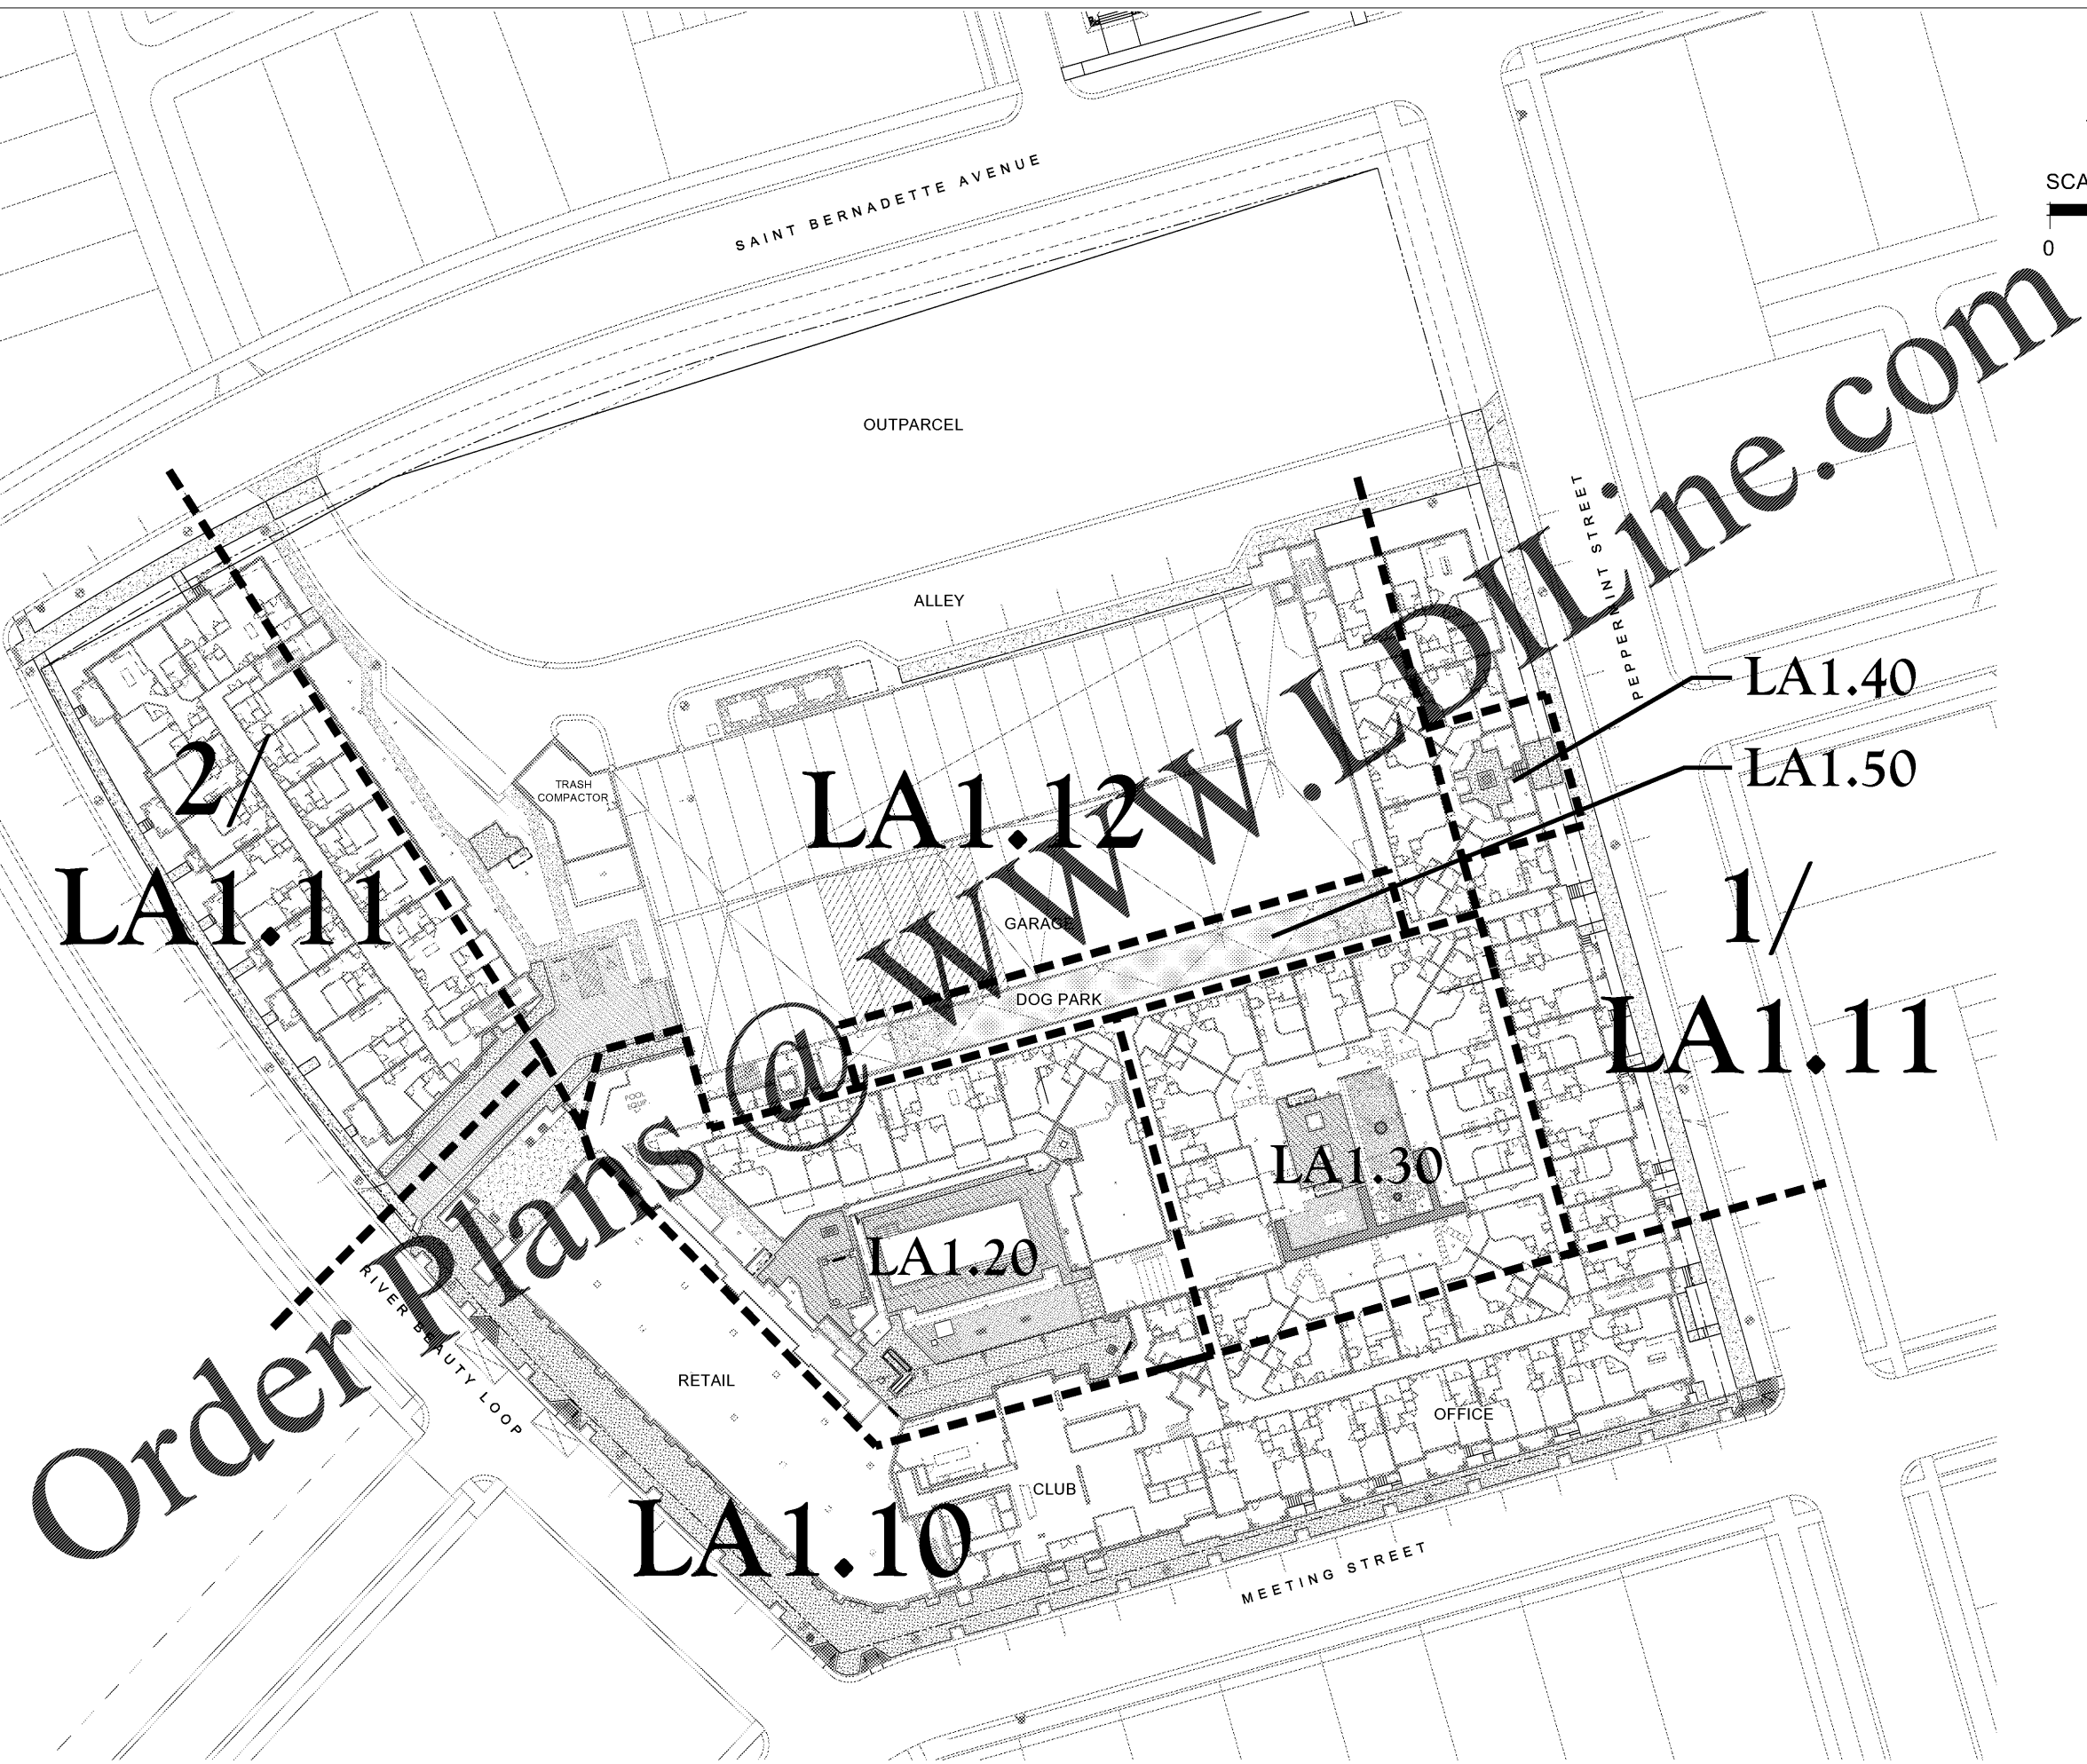 SAINT BERNADETTE AVENUE
SCA
0
OUTPARCEL
ALLEY
PEPPERMINT STREET
LA1.40
LA1.50
TRASH
COMPACTOR
2/
LA1.11
LA1.12
GARAGE
DOG PARK
1/
LA1.11
POOL
EQUIP.
LA1.30
LA1.20
RIVER BEAUTY LOOP
RETAIL
OFFICE
CLUB
LA1.10
MEETING STREET
Order Plans @ WWW.LDILine.com